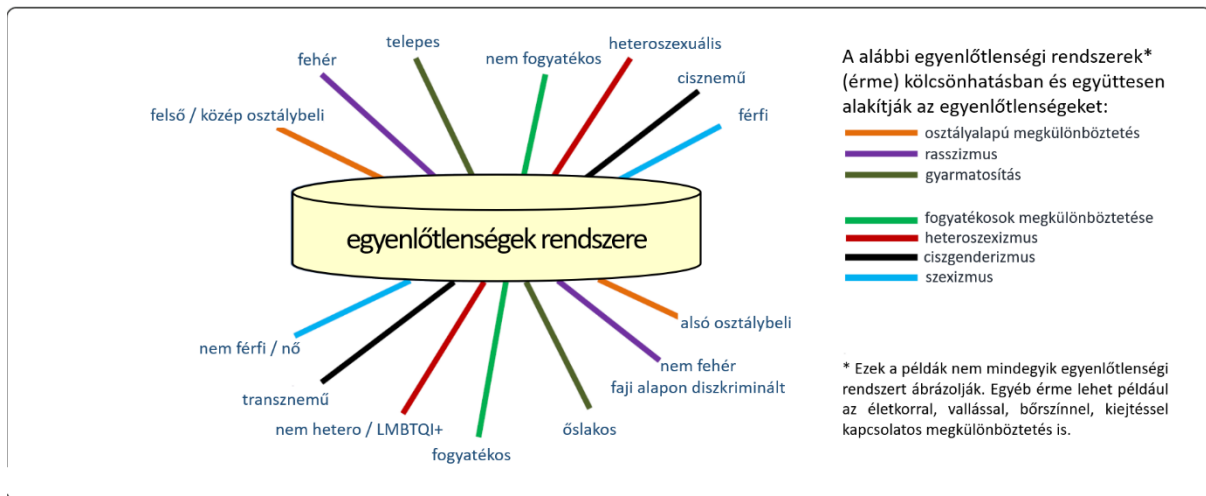 telepes
heteroszexuális
fehér
nem fogyatékos
cisznemű
felső / közép osztálybeli
férfi
egyenlőtlenségek rendszere
nem férfi / nő
alsó osztálybeli
transznemű
nem fehér
faji alapon diszkriminált
nem hetero / LMBTQI+
őslakos
fogyatékos
A alábbi egyenlőtlenségi rendszerek*
(érme) kölcsönhatásban és együttesen
alakítják az egyenlőtlenségeket:
osztályalapú megkülönböztetés
rasszizmus
gyarmatosítás
fogyatékosok megkülönböztetése
heteroszexizmus
ciszgenderizmus
szexizmus
* Ezek a példák nem mindegyik egyenlőtlenségi
rendszert ábrázolják. Egyéb érme lehet például
az életkorral, vallással, bőrszínnel, kiejtéssel
kapcsolatos megkülönböztetés is.